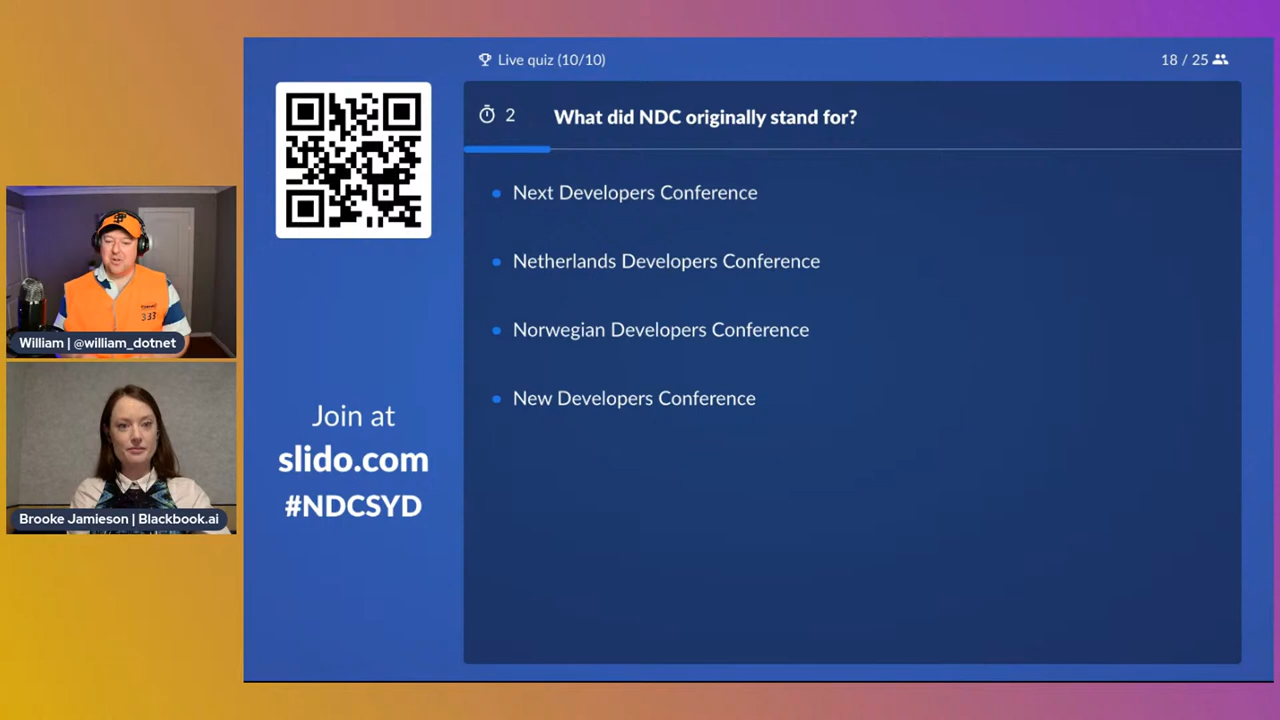 Live quiz (10/10)
18 / 25
2
What did NDC originally stand for?
Next Developers Conference
Netherlands Developers Conference
Norwegian Developers Conference
New Developers Conference
Join at
slido.com
#NDCSYD
333
William | @william_dotnet
Brooke Jamieson | Blackbook.ai